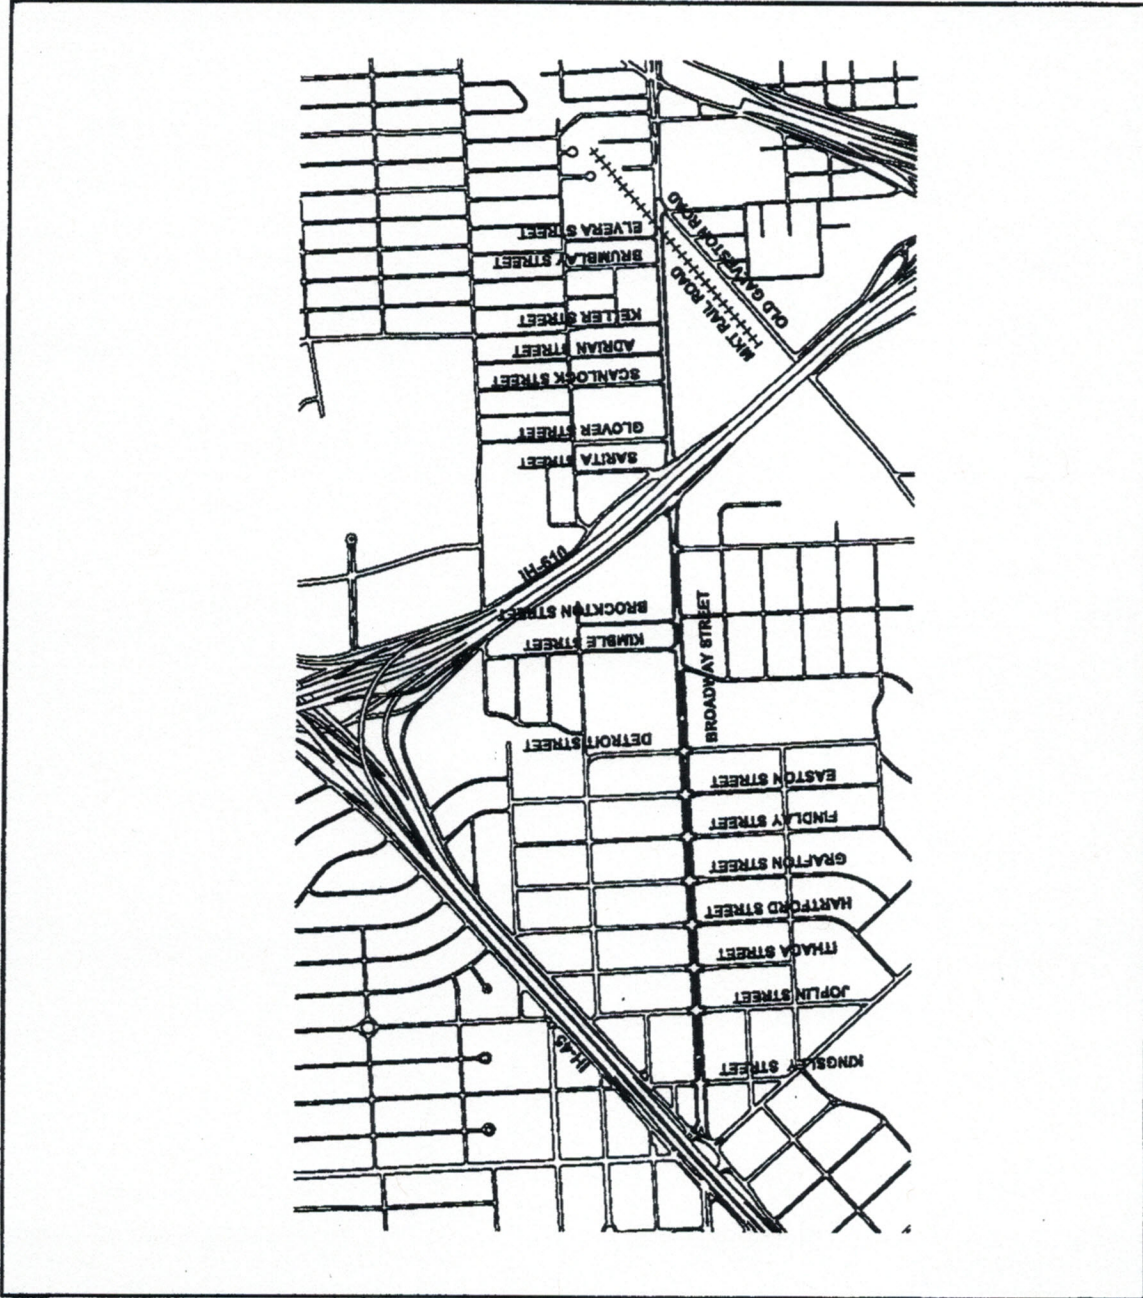 ELVERA STREET
BRUMBLAY STREET
OLD GALVESTON ROAD
MKT RAIL ROAD
KELLER STREET
ADRIAN STREET
SCANLOCK STREET
GLOVER STREET
SARITA STREET
IH-610
BROCKTON STREET
KIMBLE STREET
BROADWAY STREET
DETROIT STREET
EASTON STREET
FINDLAY STREET
GRAFTON STREET
HARTFORD STREET
ITHACA STREET
JOPLIN STREET
IH-45
KINGSLEY STREET